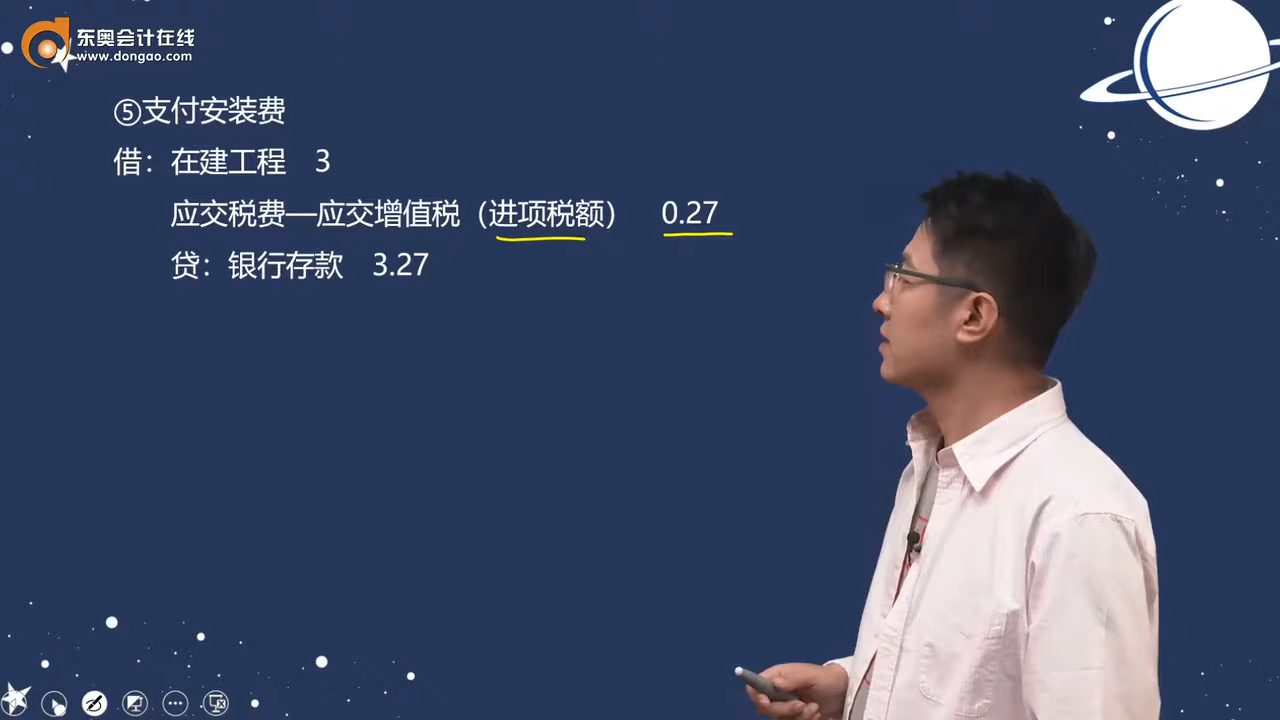 东奥会计在线
www.dongao.com
⑤支付安装费
借：在建工程 3
应交税费—应交增值税（进项税额） 0.27
贷：银行存款 3.27